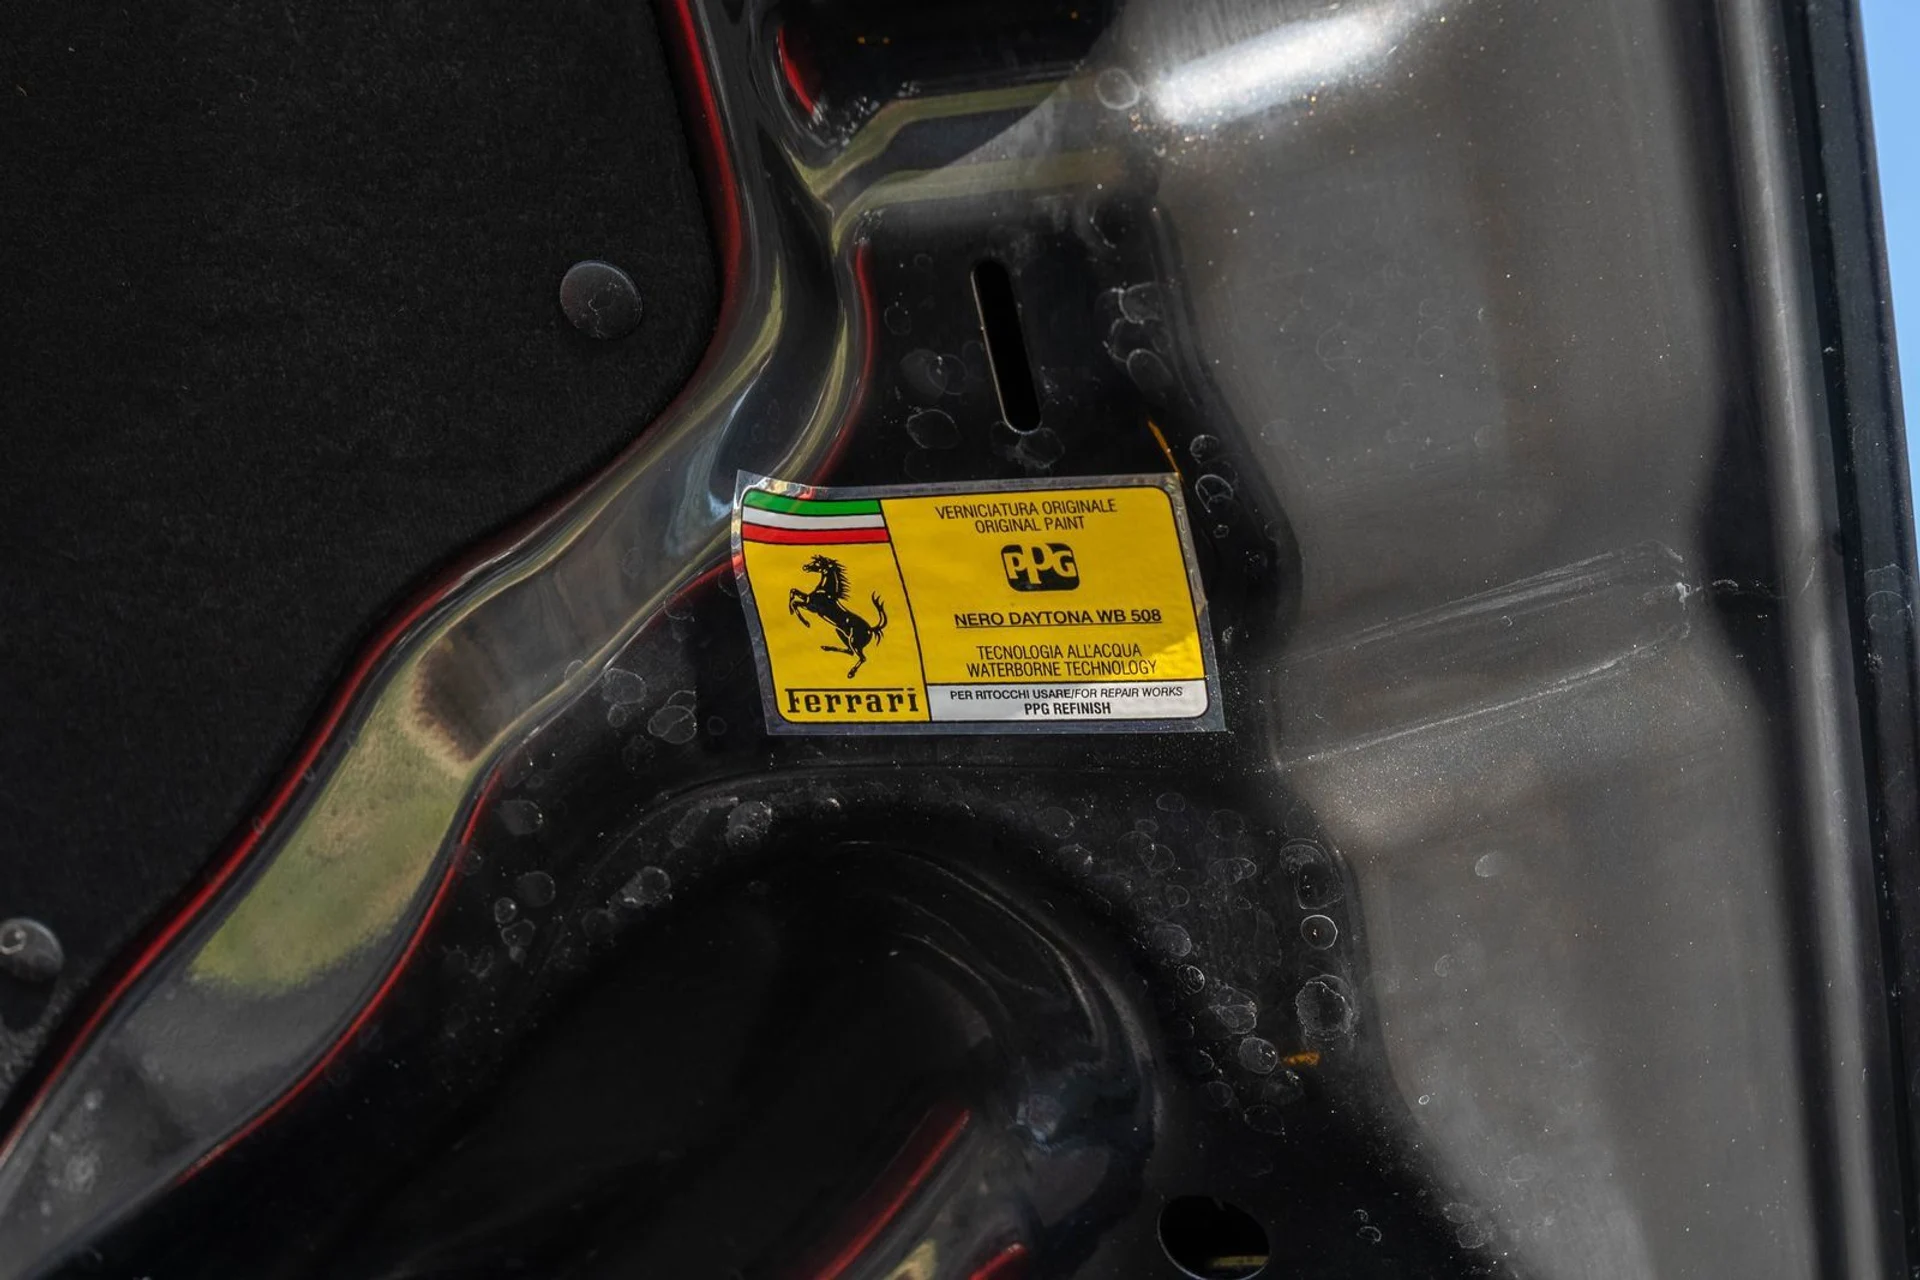 VERNICIATURA ORIGINALE
ORIGINAL PAINT
PPG
NERO DAYTONA WB 508
TECNOLOGIA ALL'ACQUA
WATERBORNE TECHNOLOGY
PER RITOCCHI USARE/FOR REPAIR WORKS
PPG REFINISH
Ferrari